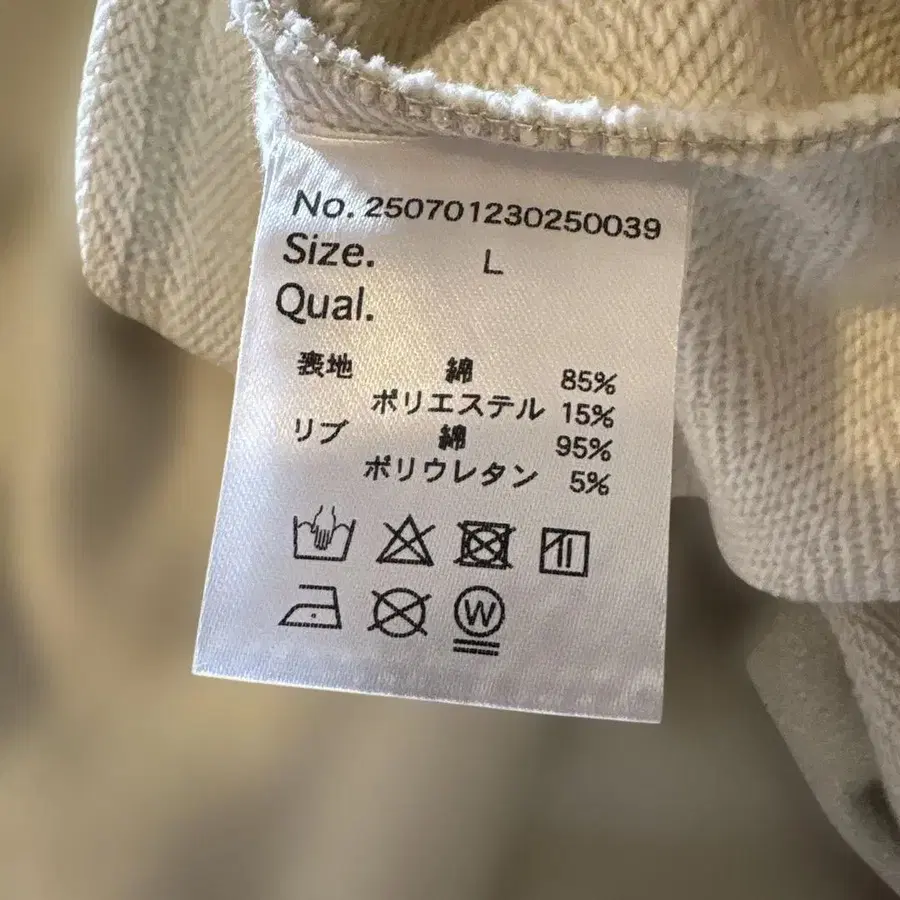 No. 250701230250039
Size. L
Qual.
表地 綿 85%
ポリエステル 15%
リブ 綿 95%
ポリウレタン 5%
W